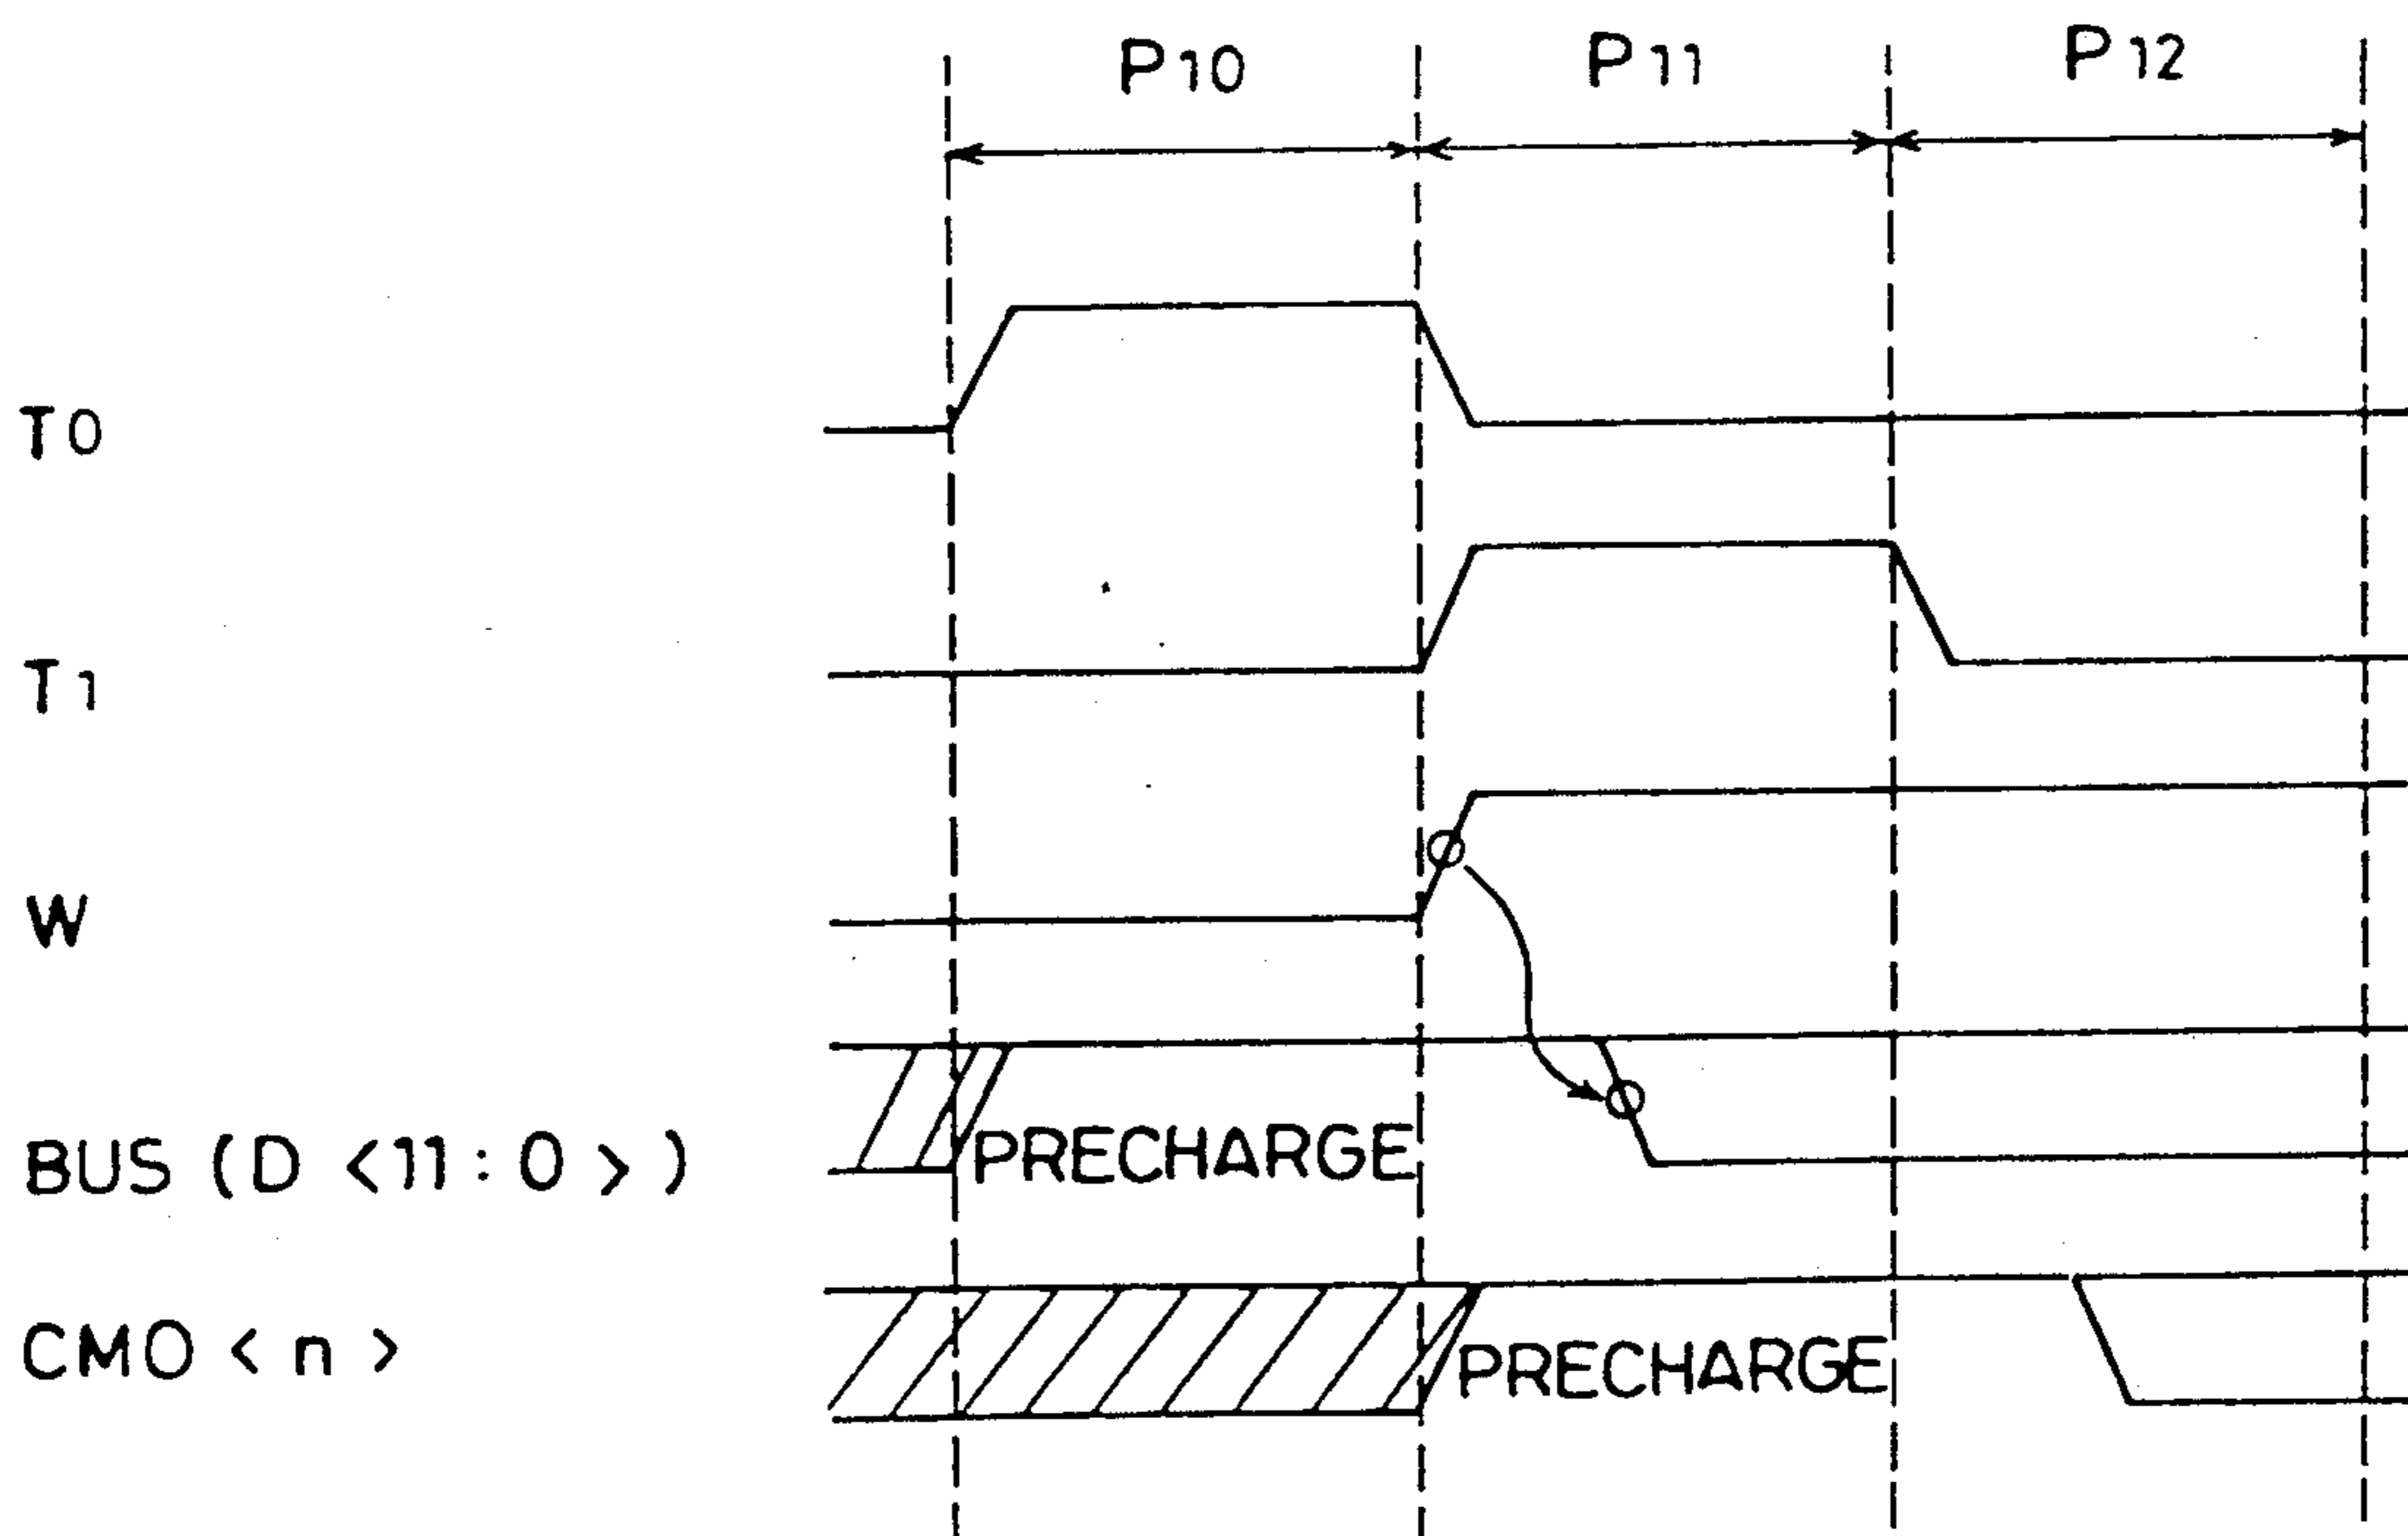 P10 P11 P12
T0
T1
W
BUS (D <11:0>) PRECHARGE
CMO <n> PRECHARGE